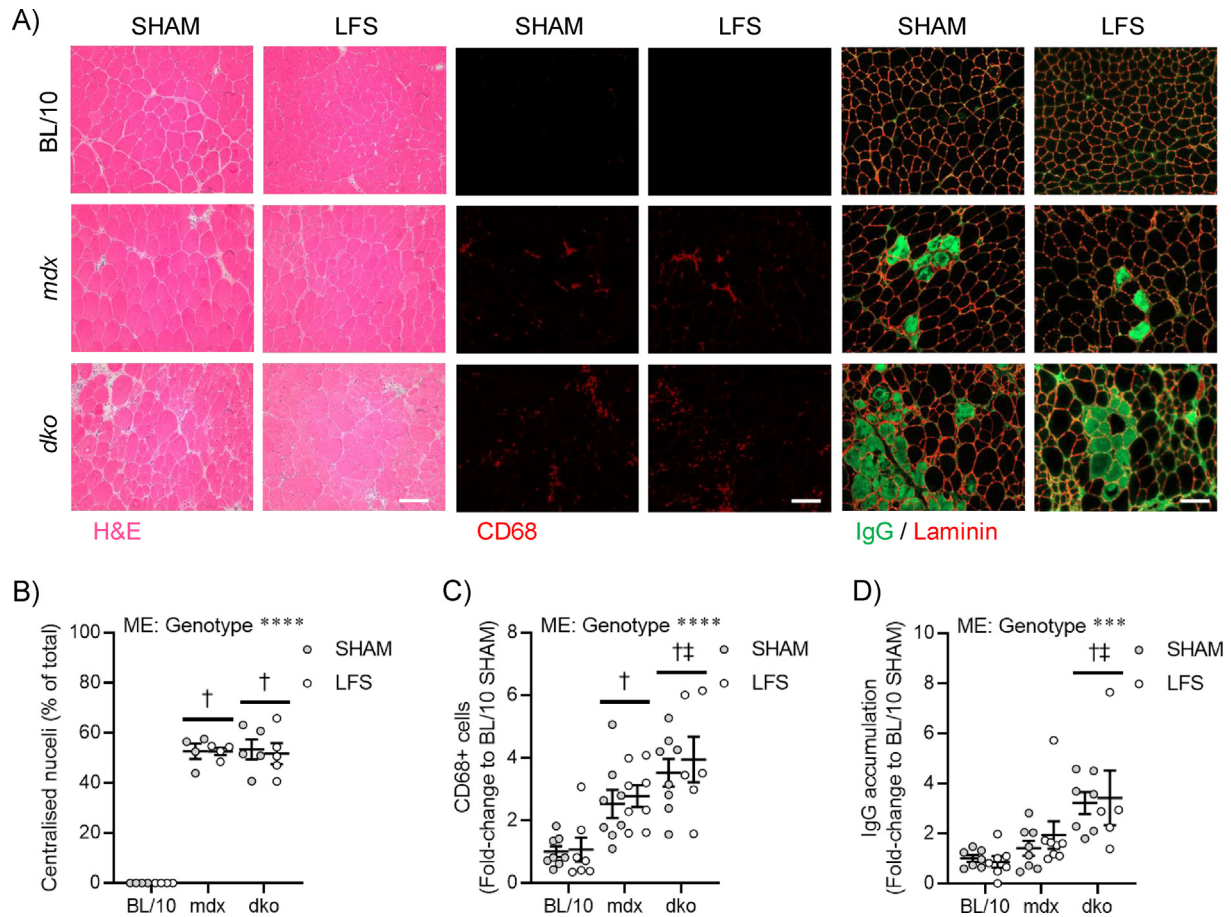 A)
SHAM LFS SHAM LFS SHAM LFS
BL/10
mdx
dko
H&E CD68 IgG / Laminin
B)
ME: Genotype ****
SHAM
LFS
Centralised nuceli (% of total)
100
80
60
40
20
0
† †
BL/10 mdx dko
C)
ME: Genotype ****
SHAM
LFS
CD68+ cells
(Fold-change to BL/10 SHAM)
8
6
4
2
0
† †‡
BL/10 mdx dko
D)
ME: Genotype ***
SHAM
LFS
IgG accumulation
(Fold-change to BL/10 SHAM)
10
8
6
4
2
0
†‡
BL/10 mdx dko